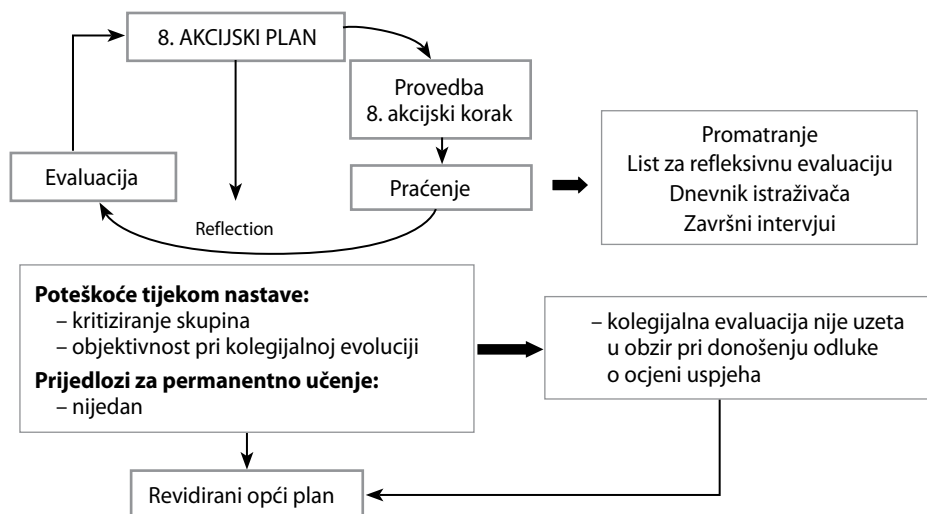 8. AKCIJSKI PLAN
Provedba
8. akcijski korak
Evaluacija
Praćenje
Reflection
Promatranje
List za refleksivnu evaluaciju
Dnevnik istraživača
Završni intervjui
Poteškoće tijekom nastave:
– kritiziranje skupina
– objektivnost pri kolegijalnoj evoluciji
Prijedlozi za permanentno učenje:
– nijedan
– kolegijalna evaluacija nije uzeta
u obzir pri donošenju odluke
o ocjeni uspjeha
Revidirani opći plan